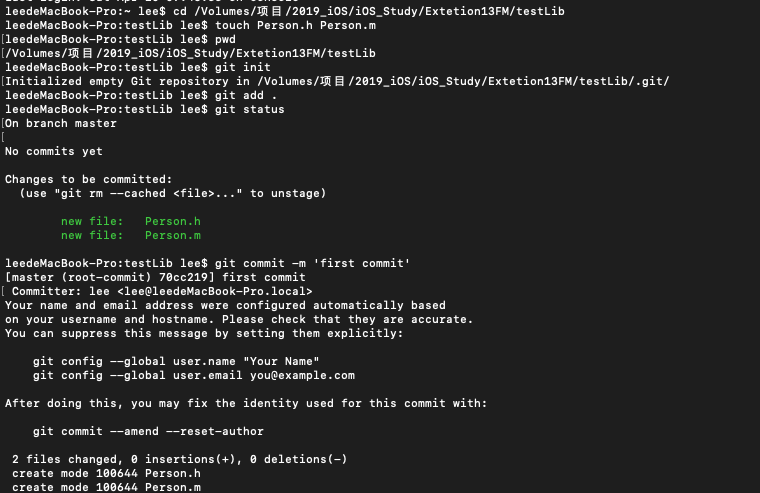 leedeMacBook-Pro:~ lee$ cd /Volumes/项目/2019_iOS/iOS_Study/Extetion13FM/testLib
leedeMacBook-Pro:testLib lee$ touch Person.h Person.m
[leedeMacBook-Pro:testLib lee$ pwd
[/Volumes/项目/2019_iOS/iOS_Study/Extetion13FM/testLib
leedeMacBook-Pro:testLib lee$ git init
[Initialized empty Git repository in /Volumes/项目/2019_iOS/iOS_Study/Extetion13FM/testLib/.git/
leedeMacBook-Pro:testLib lee$ git add .
leedeMacBook-Pro:testLib lee$ git status
[On branch master
[
No commits yet
Changes to be committed:
(use "git rm --cached <file>..." to unstage)
new file: Person.h
new file: Person.m
leedeMacBook-Pro:testLib lee$ git commit -m 'first commit'
[master (root-commit) 70cc219] first commit
[ Committer: lee <lee@leedeMacBook-Pro.local>
Your name and email address were configured automatically based
on your username and hostname. Please check that they are accurate.
You can suppress this message by setting them explicitly:
git config --global user.name "Your Name"
git config --global user.email you@example.com
After doing this, you may fix the identity used for this commit with:
git commit --amend --reset-author
2 files changed, 0 insertions(+), 0 deletions(-)
create mode 100644 Person.h
create mode 100644 Person.m